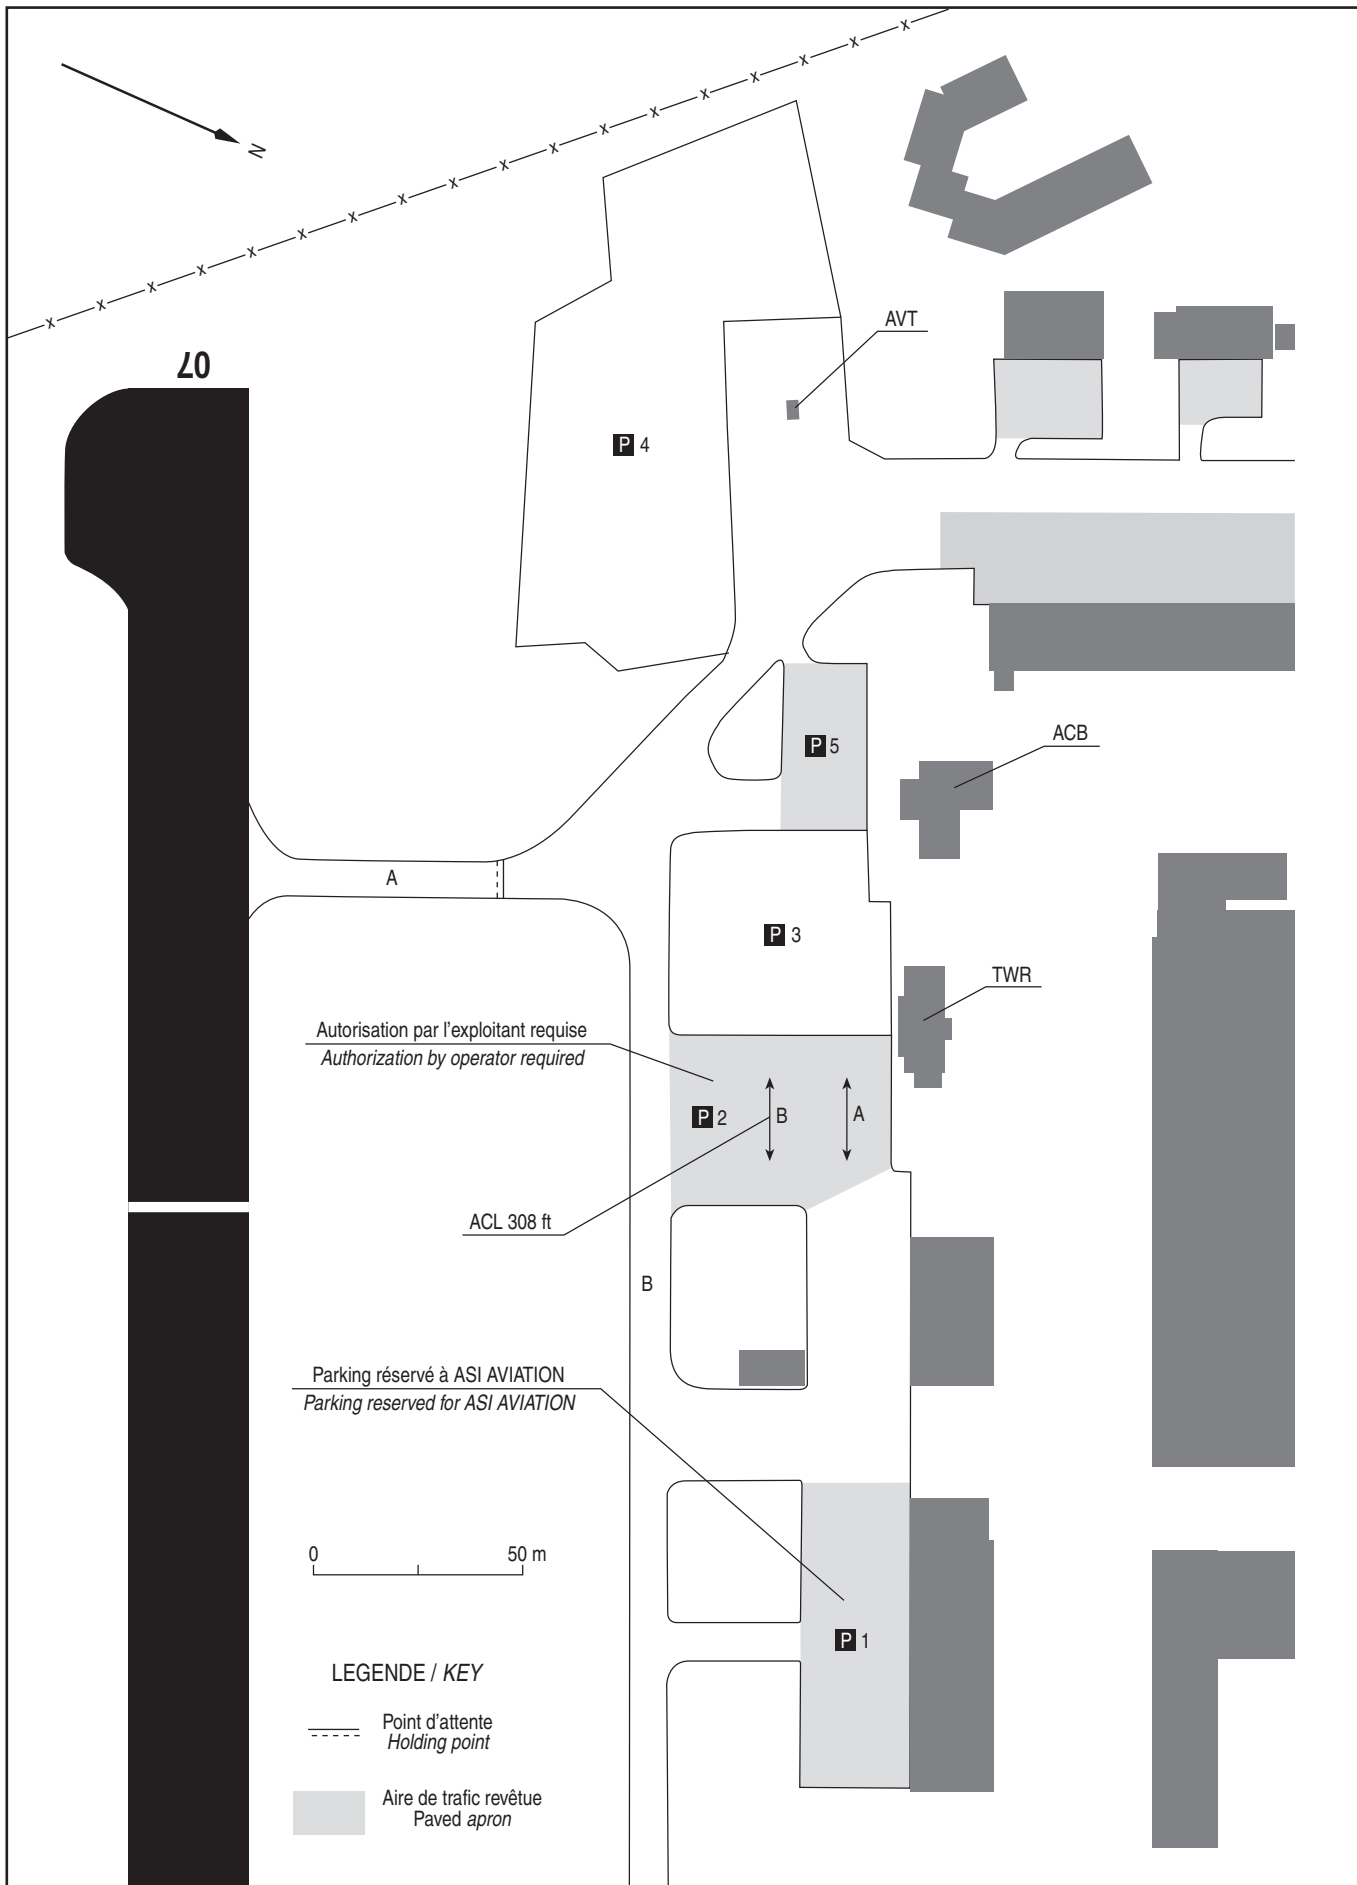 N
07
AVT
P 4
P 5
ACB
A
P 3
TWR
Autorisation par l'exploitant requise
Authorization by operator required
P 2
B
A
ACL 308 ft
B
Parking réservé à ASI AVIATION
Parking reserved for ASI AVIATION
0 50 m
P 1
LEGENDE / KEY
Point d'attente
Holding point
Aire de trafic revêtue
Paved apron